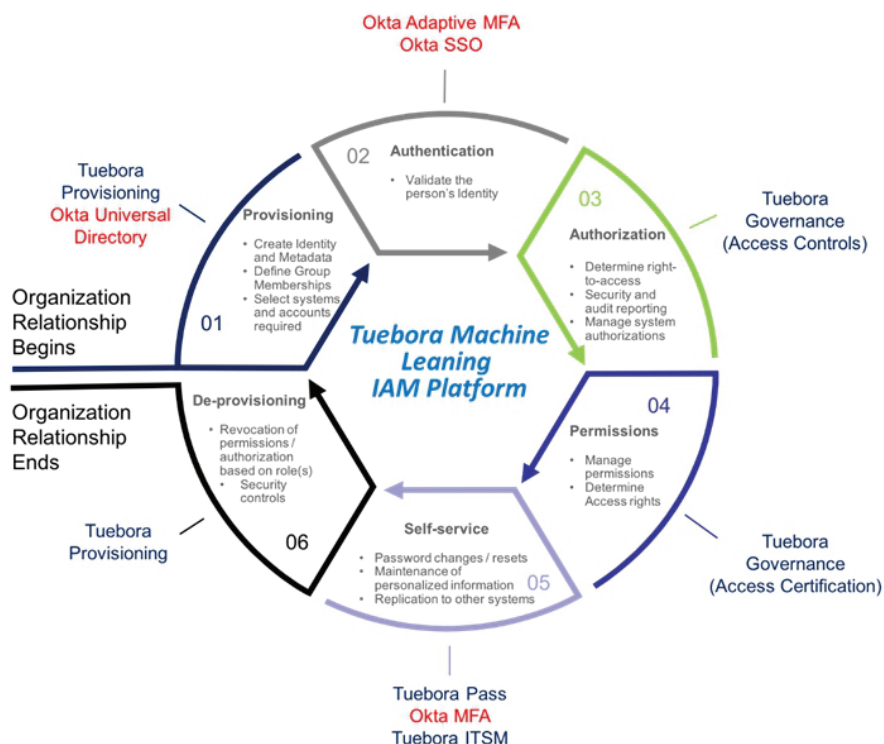 Okta Adaptive MFA
Okta SSO
02
Authentication
• Validate the
person's Identity
Tuebora
Provisioning
Okta Universal
Directory
Provisioning
• Create Identity
and Metadata
• Define Group
Memberships
• Select systems
and accounts
required
01
03
Authorization
• Determine right-
to-access
• Security and
audit reporting
• Manage system
authorizations
Tuebora
Governance
(Access Controls)
Organization
Relationship
Begins
Tuebora Machine
Leaning
IAM Platform
Organization
Relationship
Ends
De-provisioning
• Revocation of
permissions /
authorization
based on role(s)
• Security
controls
06
Tuebora
Provisioning
04
Permissions
• Manage
permissions
• Determine
Access rights
Tuebora
Governance
(Access Certification)
Self-service
• Password changes / resets
• Maintenance of
personalized information
• Replication to other systems
05
Tuebora Pass
Okta MFA
Tuebora ITSM